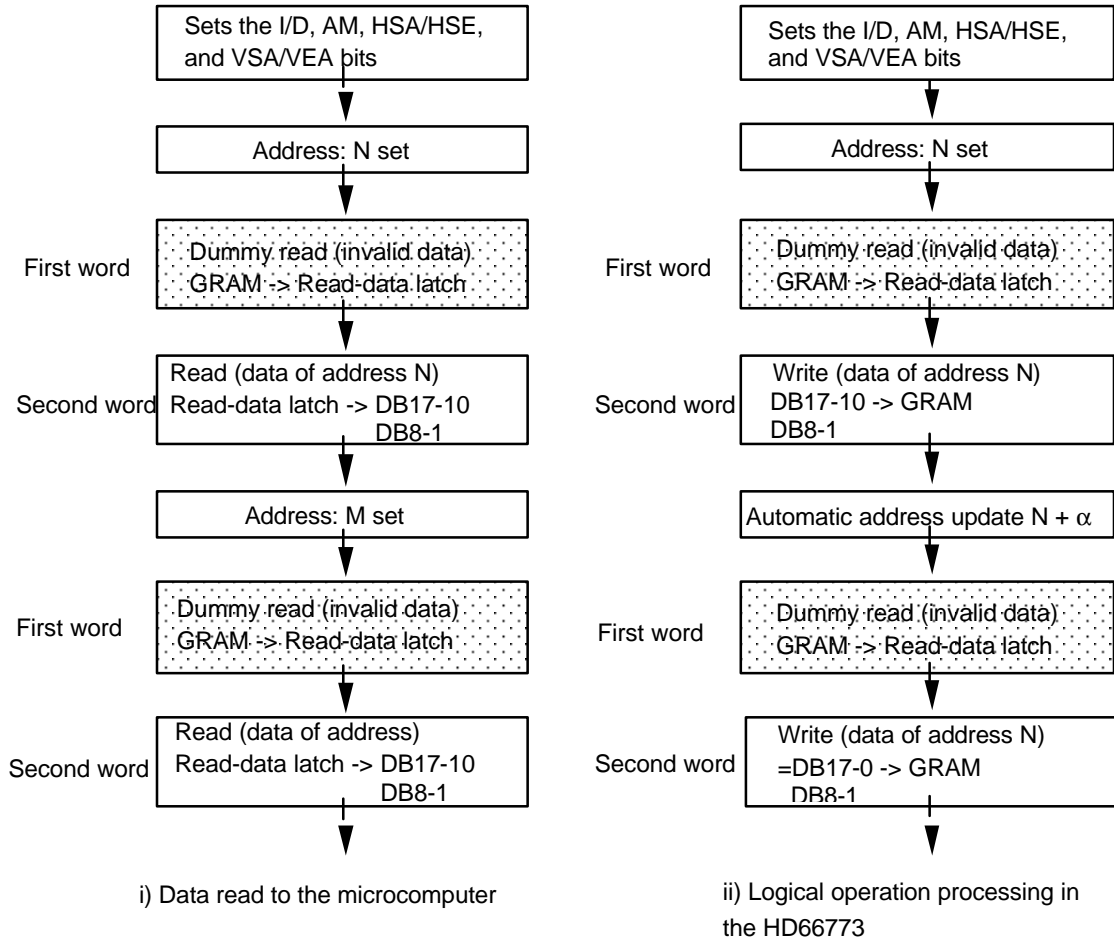 Sets the I/D, AM, HSA/HSE,
and VSA/VEA bits
Address: N set
First word
Dummy read (invalid data)
GRAM -> Read-data latch
Second word
Read (data of address N)
Read-data latch -> DB17-10
DB8-1
Address: M set
First word
Dummy read (invalid data)
GRAM -> Read-data latch
Second word
Read (data of address)
Read-data latch -> DB17-10
DB8-1
i) Data read to the microcomputer
Sets the I/D, AM, HSA/HSE,
and VSA/VEA bits
Address: N set
First word
Dummy read (invalid data)
GRAM -> Read-data latch
Second word
Write (data of address N)
DB17-10 -> GRAM
DB8-1
Automatic address update N + α
First word
Dummy read (invalid data)
GRAM -> Read-data latch
Second word
Write (data of address N)
=DB17-0 -> GRAM
DB8-1
ii) Logical operation processing in
the HD66773